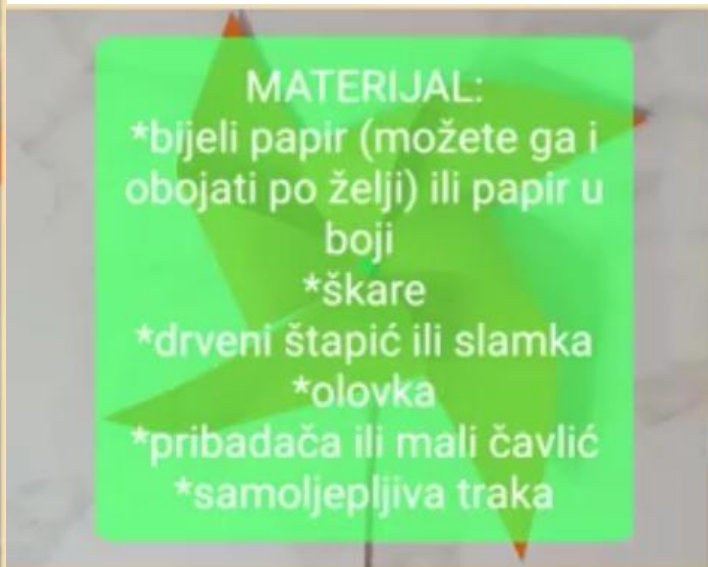 MATERIJAL:
*bijeli papir (možete ga i
obojati po želji) ili papir u
boji
*škare
*drveni štapić ili slamka
*olovka
*pribadača ili mali čavlić
*samoljepljiva traka